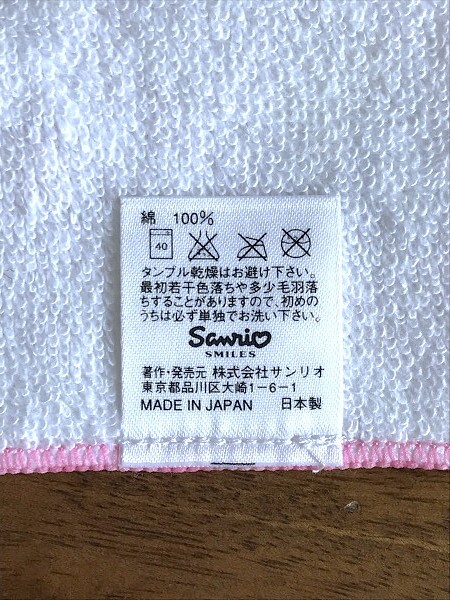 綿 100%
40
タンブル乾燥はお避け下さい。
最初若干色落ちや多少毛羽落
ちすることがありますので、初めの
うちは必ず単独でお洗い下さい。
Sanrio
SMILES
著作・発売元 株式会社サンリオ
東京都品川区大崎1-6-1
MADE IN JAPAN 日本製